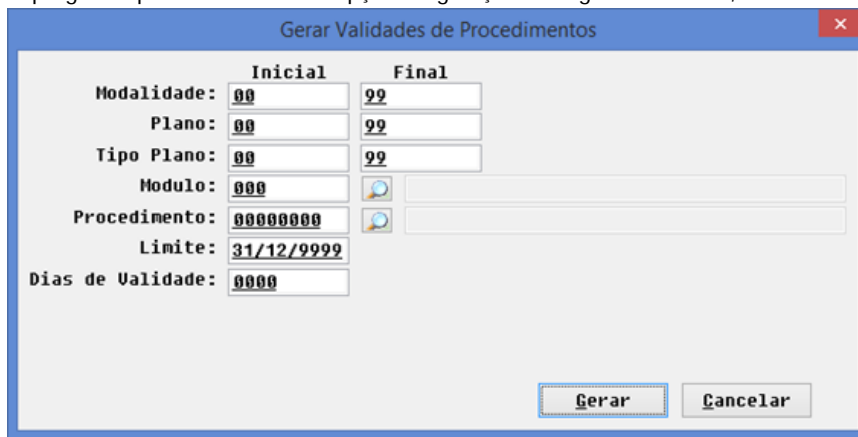 Gerar Validades de Procedimentos
Inicial Final
Modalidade: 00 99
Plano: 00 99
Tipo Plano: 00 99
Modulo: 000
Procedimento: 00000000
Limite: 31/12/9999
Dias de Validade: 0000
Gerar Cancelar